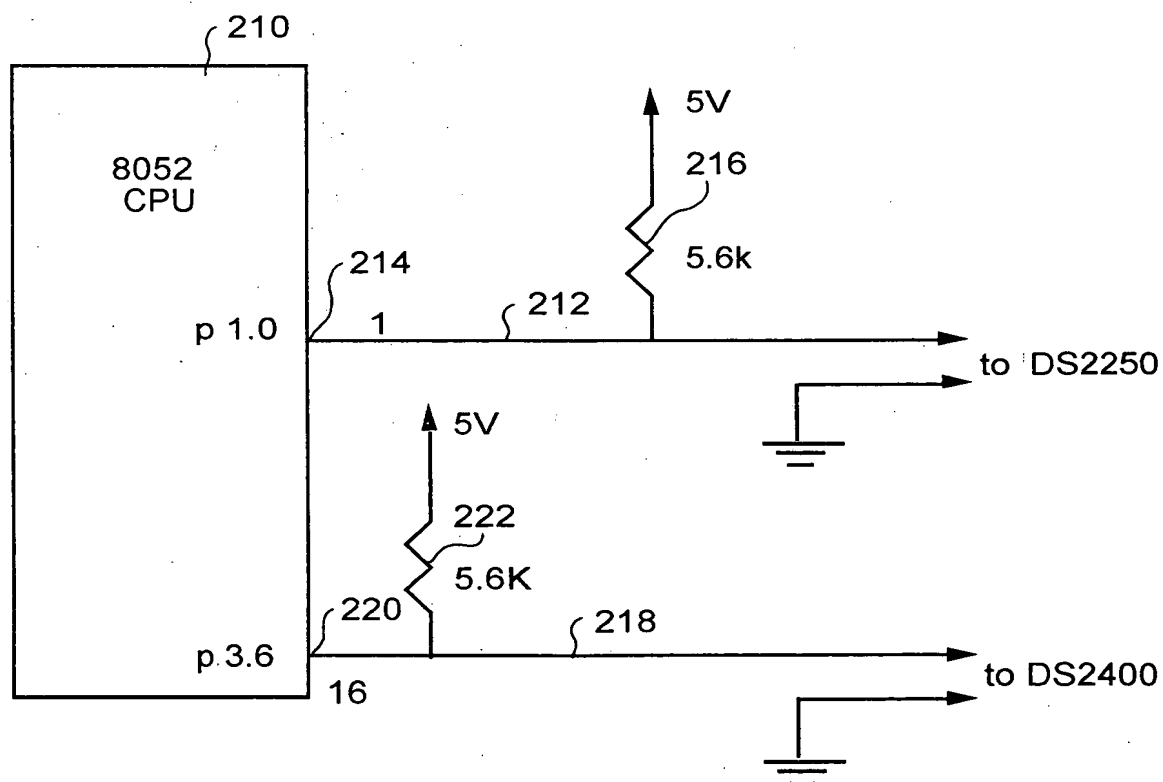 210
8052
CPU
5V
216
5.6k
214
p 1.0
1
212
to DS2250
5V
222
5.6K
220
218
p.3.6
16
to DS2400